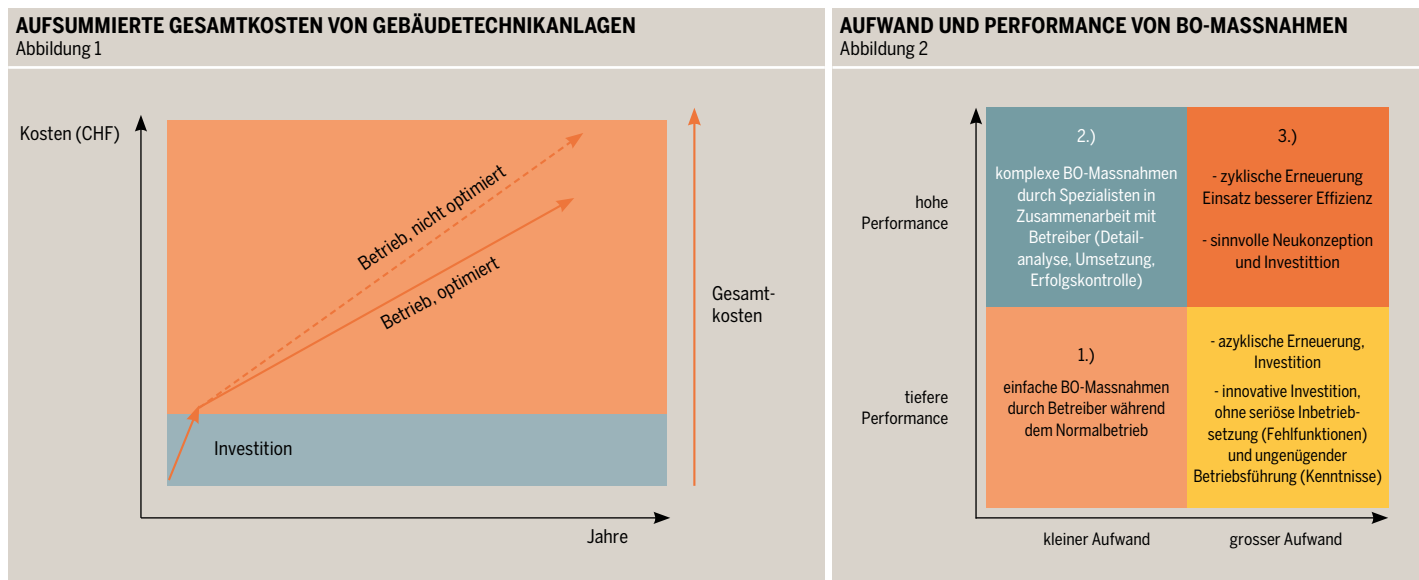 AUFSUMMIERTE GESAMTKOSTEN VON GEBÄUDETECHNIKANLAGEN
Abbildung 1
Kosten (CHF)
Betrieb, nicht optimiert
Betrieb, optimiert
Investition
Gesamt-
kosten
Jahre
AUFWAND UND PERFORMANCE VON BO-MASSNAHMEN
Abbildung 2
hohe
Performance
2.)
komplexe BO-Massnahmen
durch Spezialisten in
Zusammenarbeit mit
Betreiber (Detail-
analyse, Umsetzung,
Erfolgskontrolle)
3.)
- zyklische Erneuerung
Einsatz besserer Effizienz
- sinnvolle Neukonzeption
und Investittion
tiefere
Performance
1.)
einfache BO-Massnahmen
durch Betreiber während
dem Normalbetrieb
- azyklische Erneuerung,
Investition
- innovative Investition,
ohne seriöse Inbetrieb-
setzung (Fehlfunktionen)
und ungenügender
Betriebsführung (Kenntnisse)
kleiner Aufwand
grosser Aufwand